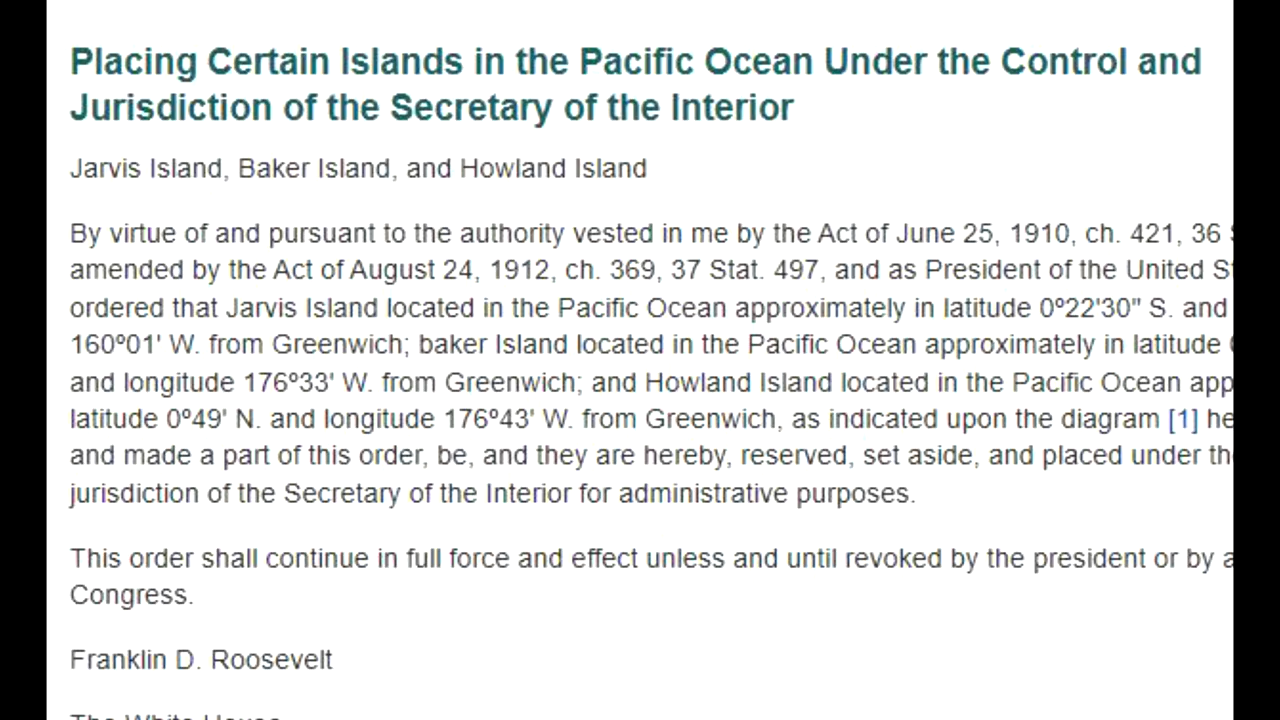 Placing Certain Islands in the Pacific Ocean Under the Control and
Jurisdiction of the Secretary of the Interior
Jarvis Island, Baker Island, and Howland Island
By virtue of and pursuant to the authority vested in me by the Act of June 25, 1910, ch. 421, 36
amended by the Act of August 24, 1912, ch. 369, 37 Stat. 497, and as President of the United
ordered that Jarvis Island located in the Pacific Ocean approximately in latitude 0º22'30" S. and
160º01' W. from Greenwich; baker Island located in the Pacific Ocean approximately in latitude
and longitude 176º33' W. from Greenwich; and Howland Island located in the Pacific Ocean app
latitude 0º49' N. and longitude 176º43' W. from Greenwich, as indicated upon the diagram [1] he
and made a part of this order, be, and they are hereby, reserved, set aside, and placed under th
jurisdiction of the Secretary of the Interior for administrative purposes.
This order shall continue in full force and effect unless and until revoked by the president or by a
Congress.
Franklin D. Roosevelt
The White House